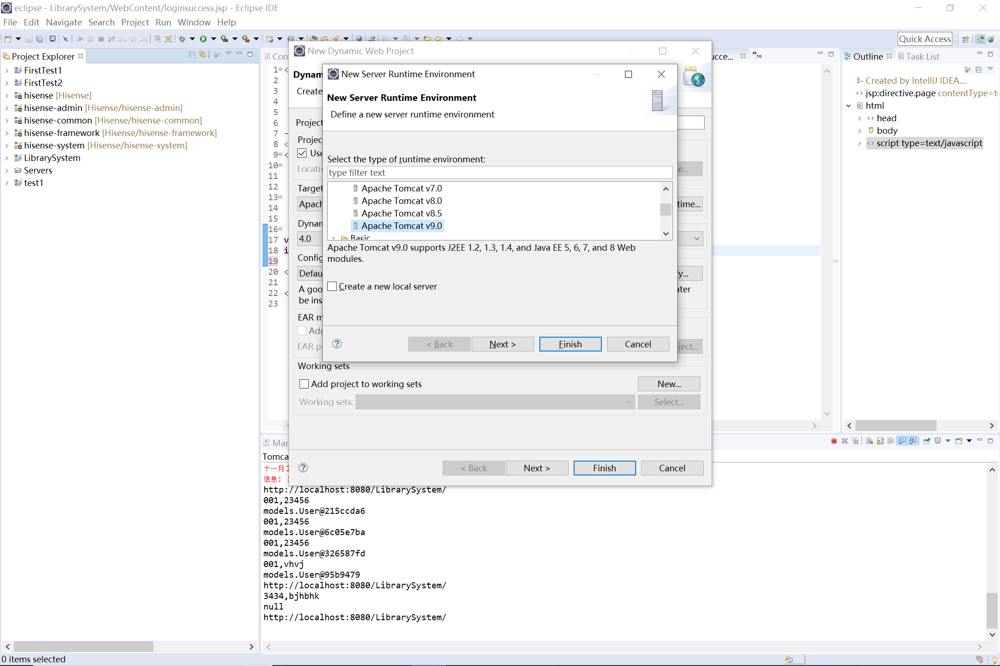 eclipse - LibrarySystem/WebContent/loginsuccess.jsp - Eclipse IDE
File Edit Navigate Search Project Run Window Help
Quick Access
Project Explorer
FirstTest1
FirstTest2
hisense [Hisense]
hisense-admin [Hisense/hisense-admin]
hisense-common [Hisense/hisense-common]
hisense-framework [Hisense/hisense-framework]
hisense-system [Hisense/hisense-system]
LibrarySystem
Servers
test1
Con
ucce...
29
1
2
3
4
5
6
7
8
9
10
11
12
13
14
15
16
17 v
18 i
19
20 <
21
22 <
23
New Dynamic Web Project
Dynam
Create
Project
Projec
Use
Locatio
e...
Target
Apach
time...
Dynan
4.0
Config
Defau
fy...
A goo
ater
be ins
EAR m
Add
EAR p
ject...
Working sets
Add project to working sets
New...
Working sets:
Select...
< Back
Next >
Finish
Cancel
New Server Runtime Environment
New Server Runtime Environment
Define a new server runtime environment
Select the type of runtime environment:
type filter text
Apache Tomcat v7.0
Apache Tomcat v8.0
Apache Tomcat v8.5
Apache Tomcat v9.0
Basic
Apache Tomcat v9.0 supports J2EE 1.2, 1.3, 1.4, and Java EE 5, 6, 7, and 8 Web
modules.
Create a new local server
< Back
Next >
Finish
Cancel
Outline
Task List
Created by IntelliJ IDEA....
jsp:directive.page contentType=te
html
head
body
script type=text/javascript
Mar
Tomca
十一月 1
信息: S
http://localhost:8080/LibrarySystem/
001,23456
models.User@215ccda6
001,23456
models.User@6c05e7ba
001,23456
models.User@326587fd
001,vhvj
models.User@95b9479
http://localhost:8080/LibrarySystem/
3434,bjhbhk
null
http://localhost:8080/LibrarySystem/
0 items selected